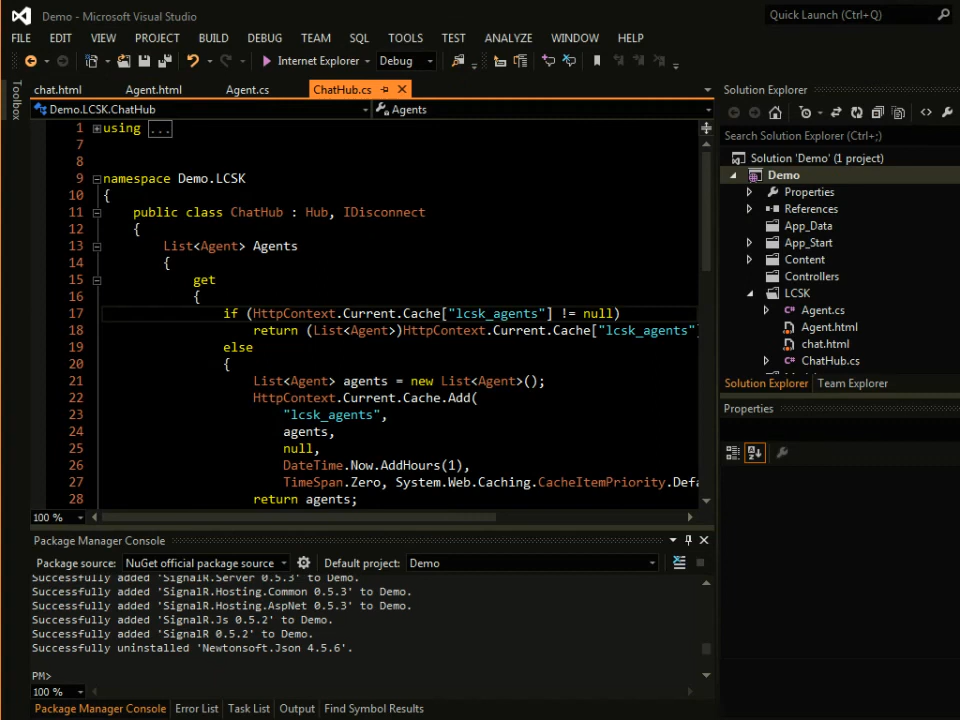 Demo - Microsoft Visual Studio
Quick Launch (Ctrl+Q)
FILE EDIT VIEW PROJECT BUILD DEBUG TEAM SQL TOOLS TEST ANALYZE WINDOW HELP
Internet Explorer Debug
Toolbox
chat.html Agent.html Agent.cs ChatHub.cs
Demo.LCSK.ChatHub Agents
1 using ...
7
8
9 namespace Demo.LCSK
10 {
11 public class ChatHub : Hub, IDisconnect
12 {
13 List<Agent> Agents
14 {
15 get
16 {
17 if (HttpContext.Current.Cache["lcsk_agents"] != null)
18 return (List<Agent>)HttpContext.Current.Cache["lcsk_agents"]
19 else
20 {
21 List<Agent> agents = new List<Agent>();
22 HttpContext.Current.Cache.Add(
23 "lcsk_agents",
24 agents,
25 null,
26 DateTime.Now.AddHours(1),
27 TimeSpan.Zero, System.Web.Caching.CacheItemPriority.Defa
28 return agents;
100 %
Solution Explorer
Search Solution Explorer (Ctrl+;)
Solution 'Demo' (1 project)
Demo
Properties
References
App_Data
App_Start
Content
Controllers
LCSK
Agent.cs
Agent.html
chat.html
ChatHub.cs
Solution Explorer Team Explorer
Properties
Package Manager Console
Package source: NuGet official package source Default project: Demo
Successfully added 'SignalR.Server 0.5.3' to Demo.
Successfully added 'SignalR.Hosting.Common 0.5.3' to Demo.
Successfully added 'SignalR.Hosting.AspNet 0.5.3' to Demo.
Successfully added 'SignalR.Js 0.5.2' to Demo.
Successfully added 'SignalR 0.5.2' to Demo.
Successfully uninstalled 'Newtonsoft.Json 4.5.6'.
PM>
100 %
Package Manager Console Error List Task List Output Find Symbol Results